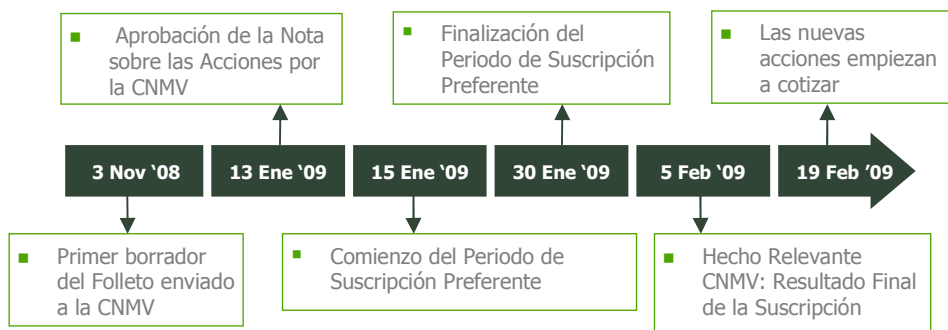 Aprobación de la Nota
sobre las Acciones por
la CNMV
Finalización del
Periodo de Suscripción
Preferente
Las nuevas
acciones empiezan
a cotizar
3 Nov ‘08
13 Ene ‘09
15 Ene ‘09
30 Ene ‘09
5 Feb ‘09
19 Feb ’09
Primer borrador
del Folleto enviado
a la CNMV
Comienzo del Periodo de
Suscripción Preferente
Hecho Relevante
CNMV: Resultado Final
de la Suscripción